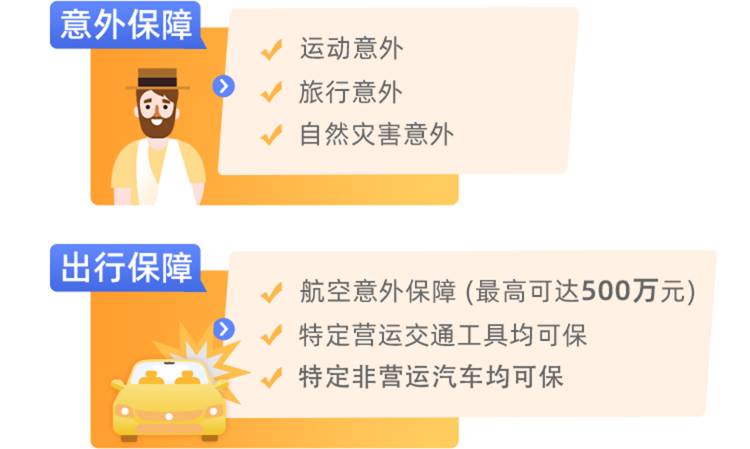 意外保障
运动意外
旅行意外
自然灾害意外
出行保障
航空意外保障 (最高可达500万元)
特定营运交通工具均可保
特定非营运汽车均可保